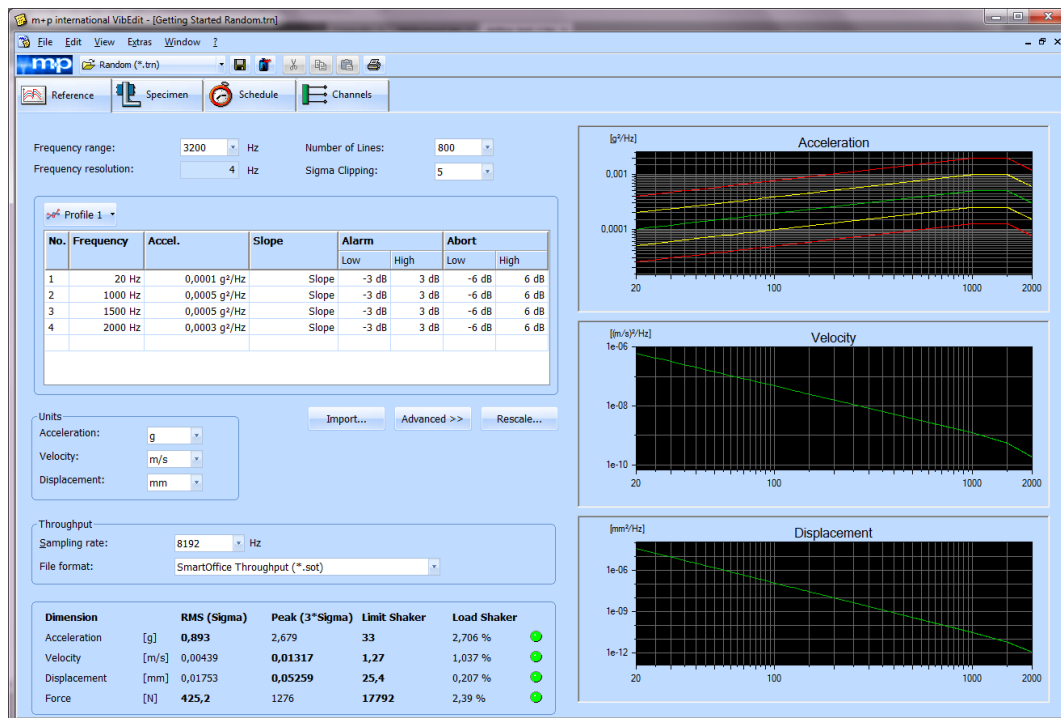 m+p international VibEdit - [Getting Started Random.trn]
File Edit View Extras Window ?
mp Random (*.trn)
Reference Specimen Schedule Channels
Frequency range: 3200 Hz Number of Lines: 800
Frequency resolution: 4 Hz Sigma Clipping: 5
Profile 1
No. Frequency Accel. Slope Alarm Abort
Low High Low High
1 20 Hz 0,0001 g²/Hz Slope -3 dB 3 dB -6 dB 6 dB
2 1000 Hz 0,0005 g²/Hz Slope -3 dB 3 dB -6 dB 6 dB
3 1500 Hz 0,0005 g²/Hz Slope -3 dB 3 dB -6 dB 6 dB
4 2000 Hz 0,0003 g²/Hz Slope -3 dB 3 dB -6 dB 6 dB
Import... Advanced >> Rescale...
Units
Acceleration: g
Velocity: m/s
Displacement: mm
Throughput
Sampling rate: 8192 Hz
File format: SmartOffice Throughput (*.sot)
Dimension RMS (Sigma) Peak (3*Sigma) Limit Shaker Load Shaker
Acceleration [g] 0,893 2,679 33 2,706 %
Velocity [m/s] 0,00439 0,01317 1,27 1,037 %
Displacement [mm] 0,01753 0,05259 25,4 0,207 %
Force [N] 425,2 1276 17792 2,39 %
[g²/Hz] Acceleration
0.001
0.0001
20 100 1000 2000
[(m/s)²/Hz] Velocity
1e-06
1e-08
1e-10
20 100 1000 2000
[mm²/Hz] Displacement
1e-06
1e-09
1e-12
20 100 1000 2000